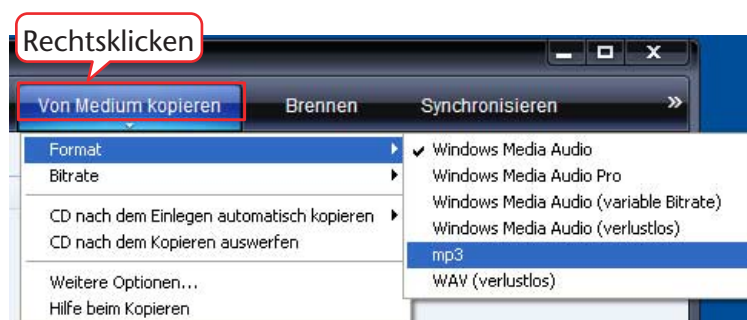 Rechtsklicken
Von Medium kopieren Brennen Synchronisieren »
Format
Bitrate
CD nach dem Einlegen automatisch kopieren
CD nach dem Kopieren auswerfen
Weitere Optionen...
Hilfe beim Kopieren
Windows Media Audio
Windows Media Audio Pro
Windows Media Audio (variable Bitrate)
Windows Media Audio (verlustlos)
mp3
WAV (verlustlos)